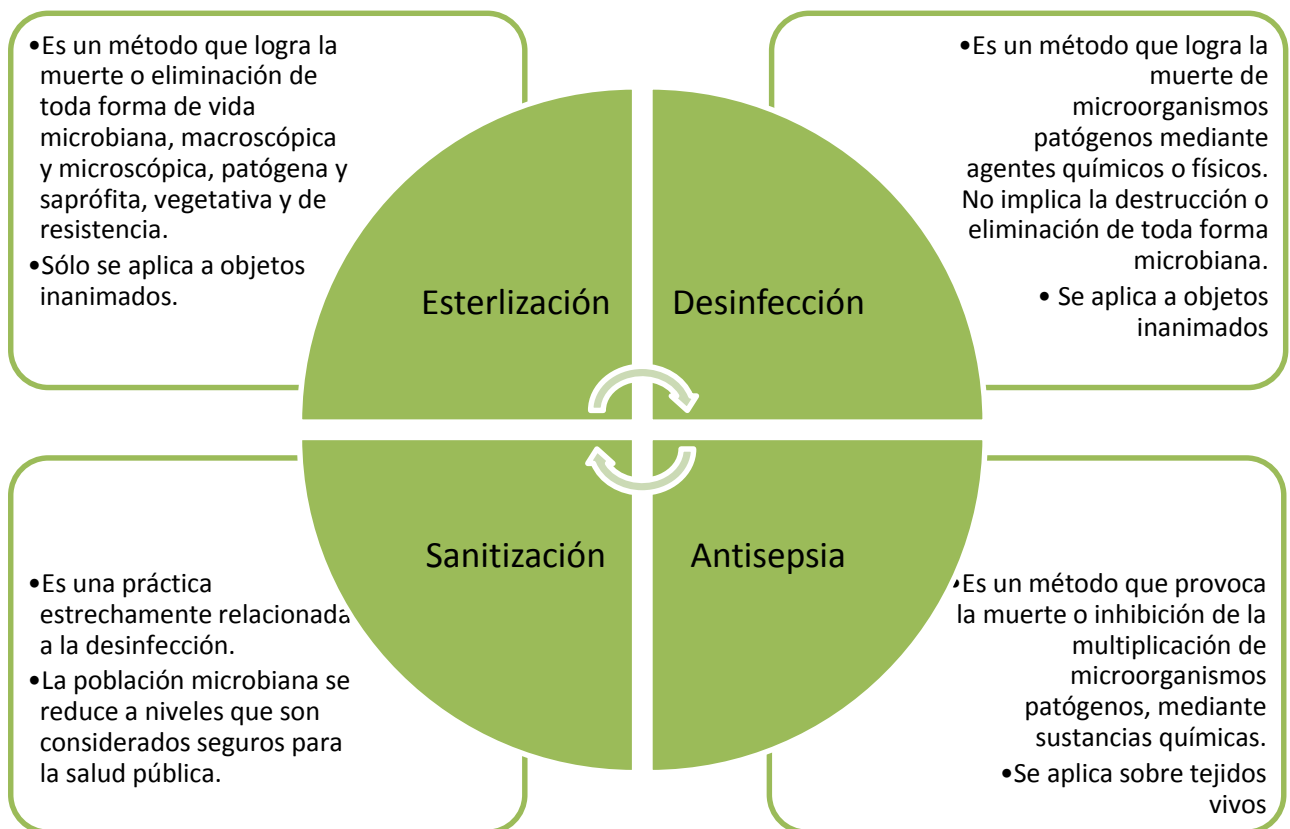 •Es un método que logra la
muerte o eliminación de
toda forma de vida
microbiana, macroscópica
y microscópica, patógena y
saprófita, vegetativa y de
resistencia.
•Sólo se aplica a objetos
inanimados.
•Es un método que logra la
muerte de
microorganismos
patógenos mediante
agentes químicos o físicos.
No implica la destrucción o
eliminación de toda forma
microbiana.
• Se aplica a objetos
inanimados
Esterlización
Desinfección
Sanitización
Antisepsia
•Es una práctica
estrechamente relacionada
a la desinfección.
•La población microbiana se
reduce a niveles que son
considerados seguros para
la salud pública.
•Es un método que provoca
la muerte o inhibición de la
multiplicación de
microorganismos
patógenos, mediante
sustancias químicas.
•Se aplica sobre tejidos
vivos